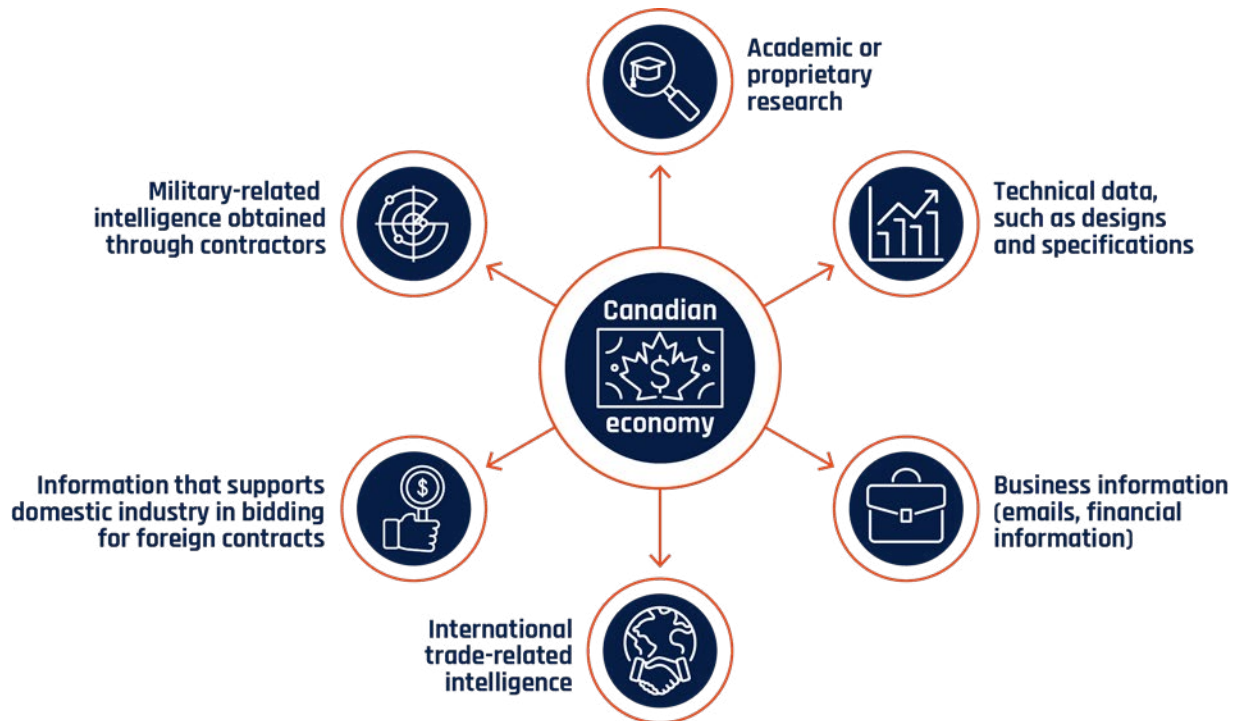 Academic or
proprietary
research
Military-related
intelligence obtained
through contractors
Technical data,
such as designs
and specifications
Canadian
$
economy
Information that supports
domestic industry in bidding
for foreign contracts
$
Business information
(emails, financial
information)
International
trade-related
intelligence